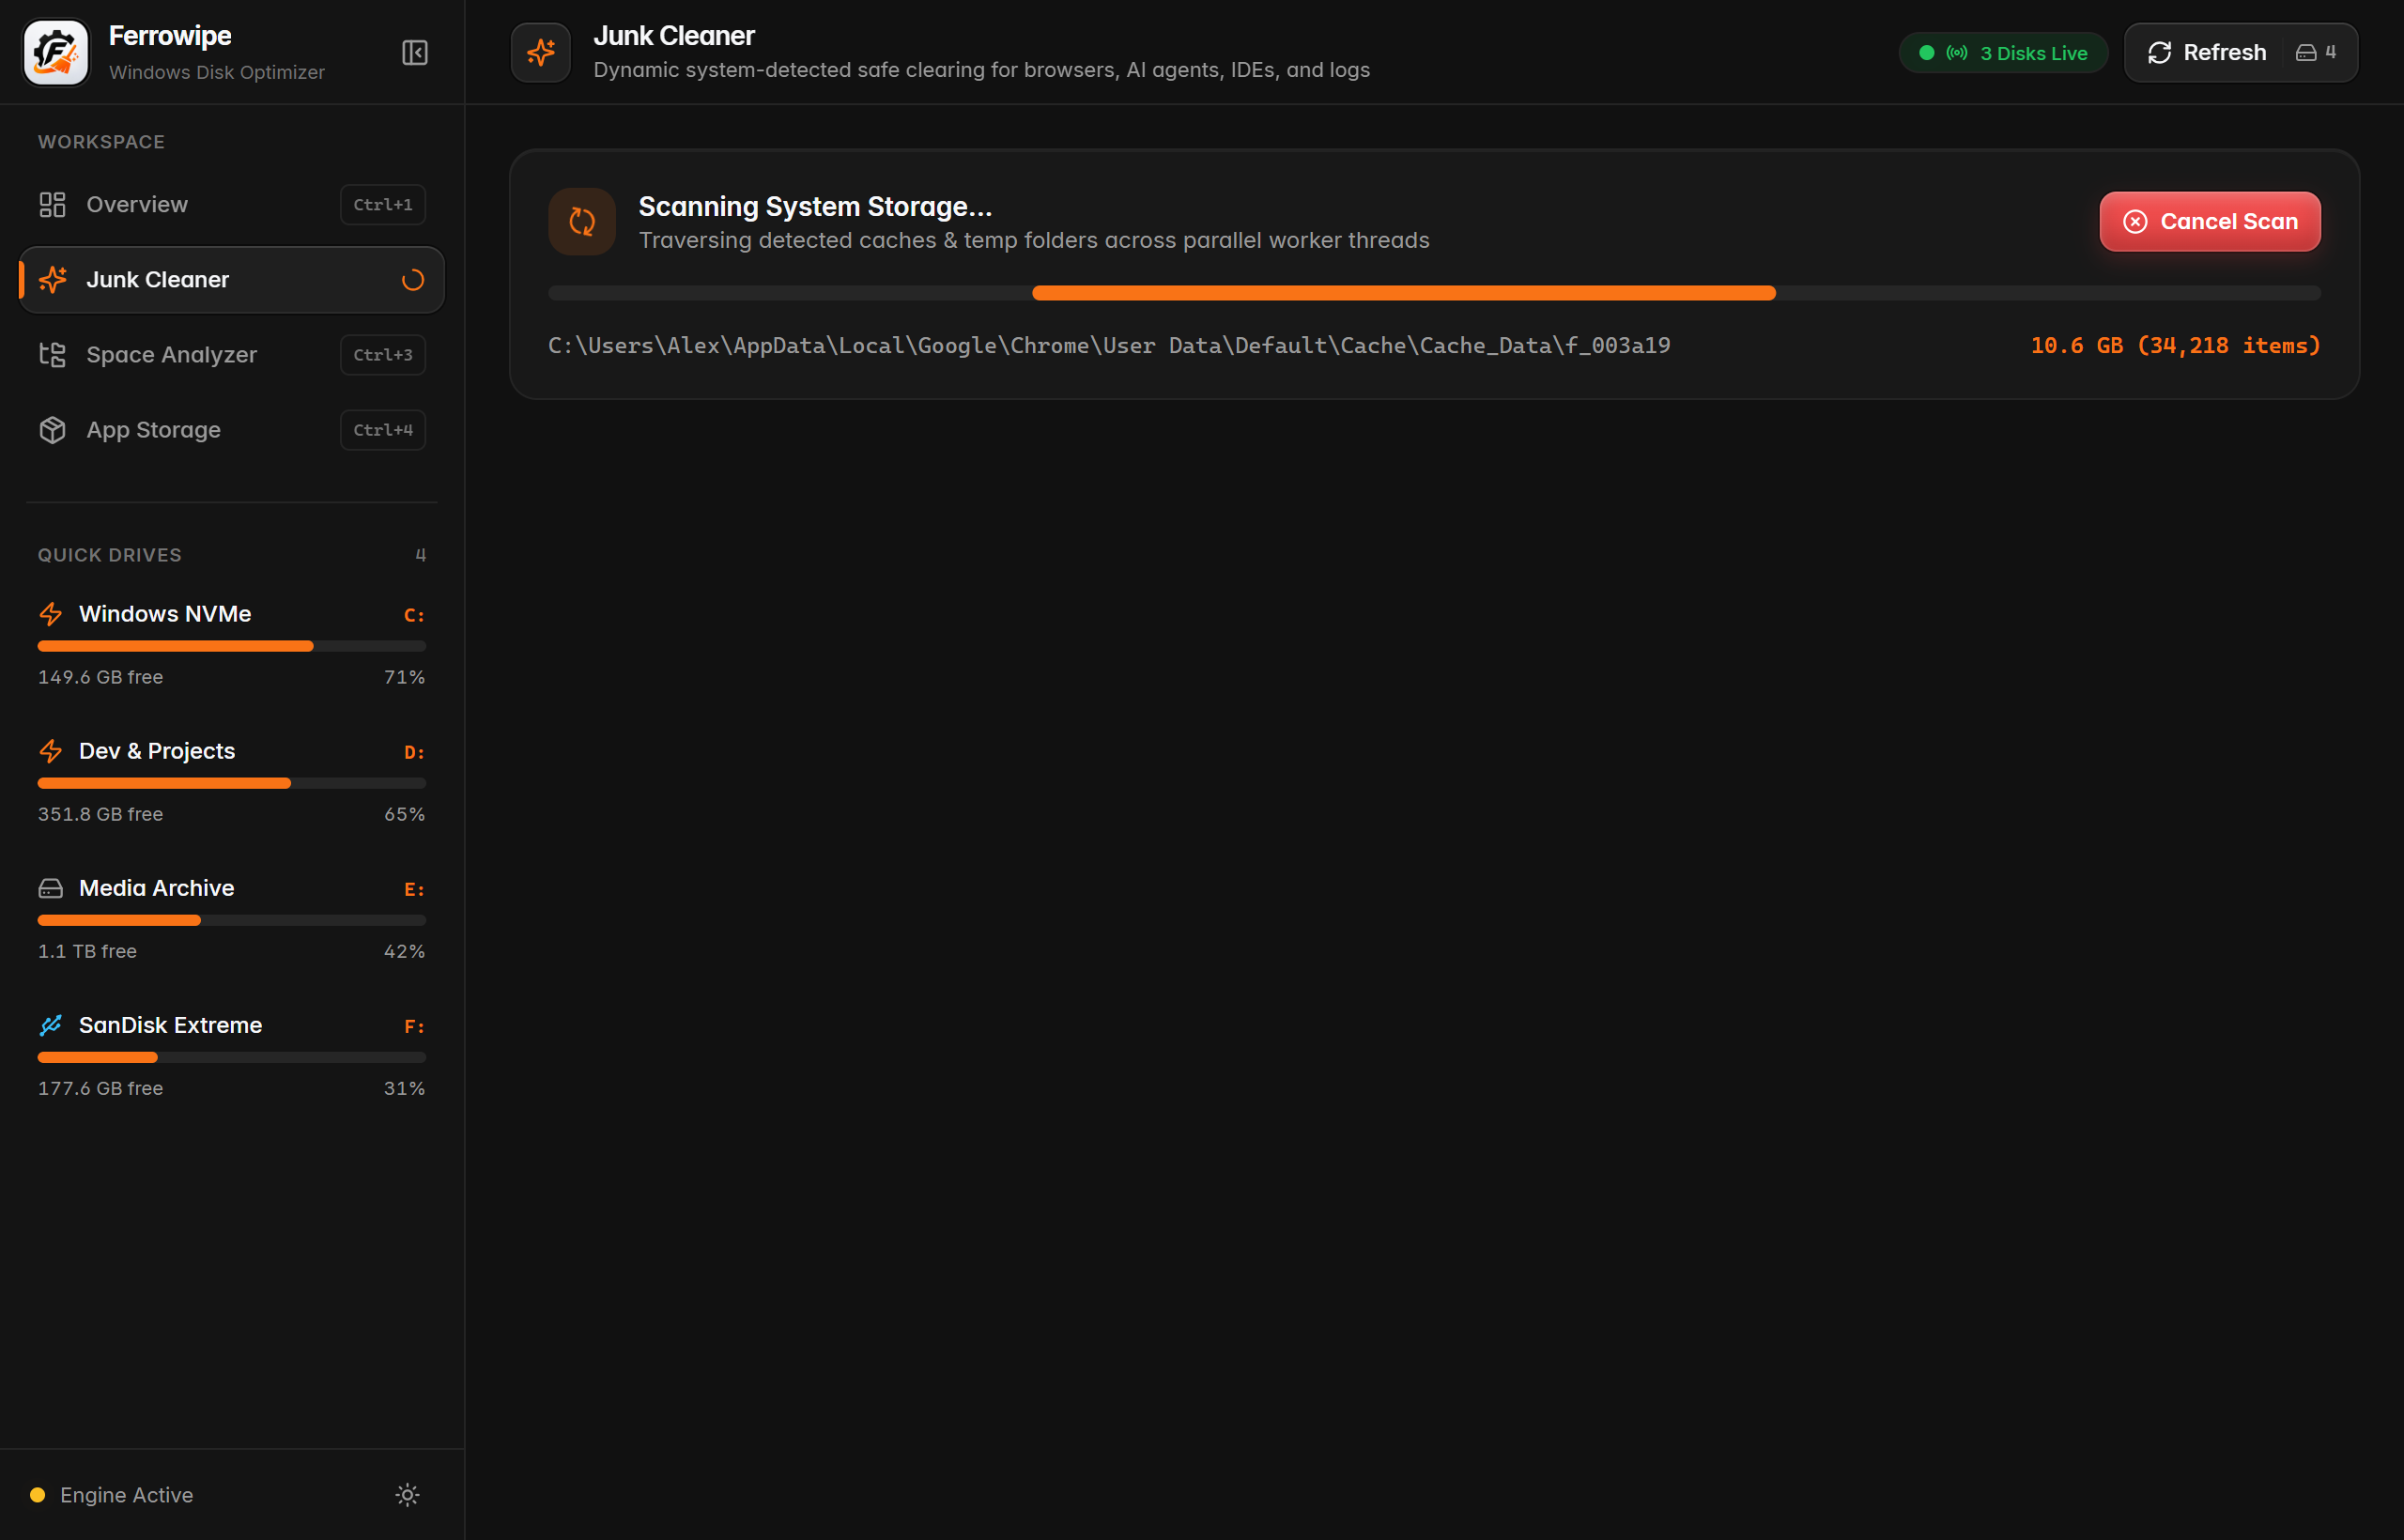 Ferrowipe
Windows Disk Optimizer
WORKSPACE
Overview Ctrl+1
Junk Cleaner
Space Analyzer Ctrl+3
App Storage Ctrl+4
QUICK DRIVES 4
Windows NVMe C:
149.6 GB free 71%
Dev & Projects D:
351.8 GB free 65%
Media Archive E:
1.1 TB free 42%
SanDisk Extreme F:
177.6 GB free 31%
Engine Active
Junk Cleaner
Dynamic system-detected safe clearing for browsers, AI agents, IDEs, and logs
3 Disks Live
Refresh 4
Scanning System Storage...
Traversing detected caches & temp folders across parallel worker threads
Cancel Scan
C:\Users\Alex\AppData\Local\Google\Chrome\User Data\Default\Cache\Cache_Data\f_003a19
10.6 GB (34,218 items)